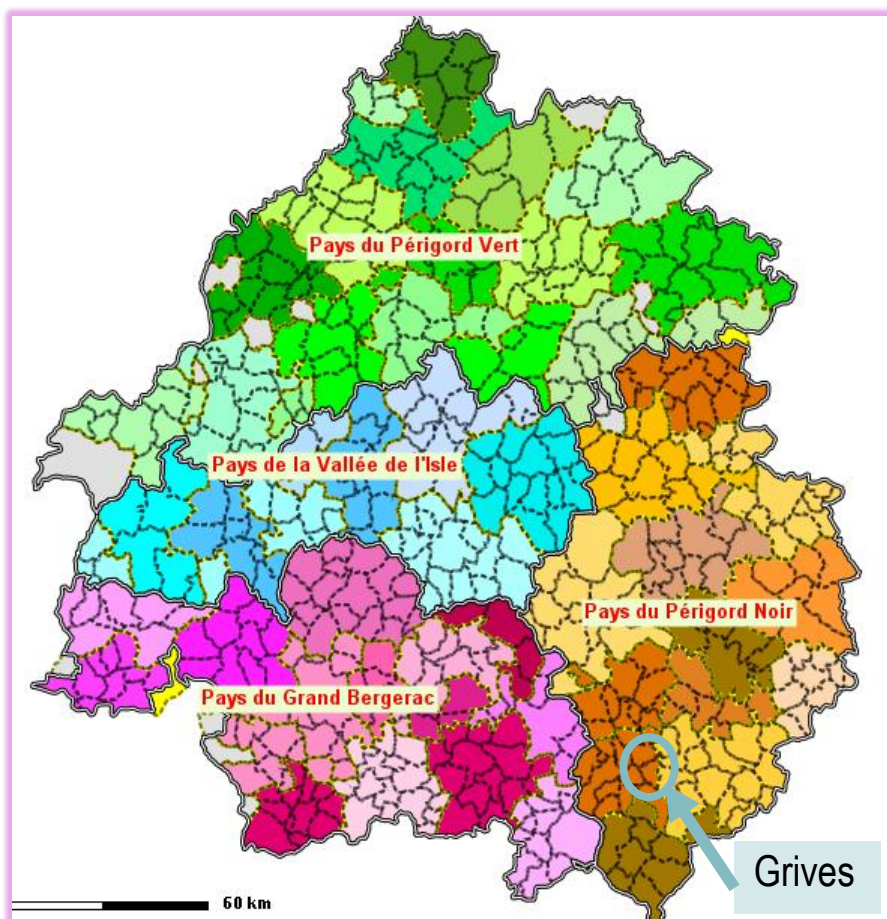 Pays du Périgord Vert
Pays de la Vallée de l'Isle
Pays du Périgord Noir
Pays du Grand Bergerac
Grives
60 km